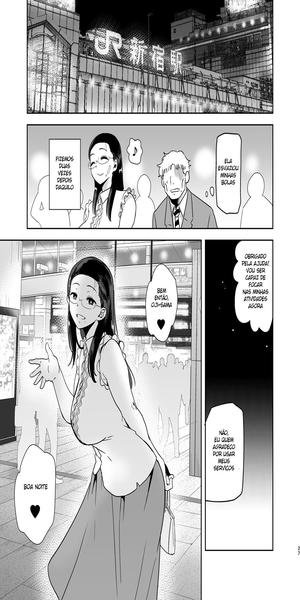 JR新宿駅
ELA
ESVAZIOU
MINHAS
BOLAS
FIZEMOS
DUAS
VEZES
DEPOIS
DAQUILO
OBRIGADO
PELA AJUDA!
VOU SER
CAPAZ DE
FOCAR
NAS MINHAS
ATIVIDADES
AGORA
BEM
ENTÃO,
OJI-SAMA
♥
NÃO,
EU QUEM
AGRADEÇO
POR USAR
MEUS
SERVIÇOS
BOA NOITE
♥
27